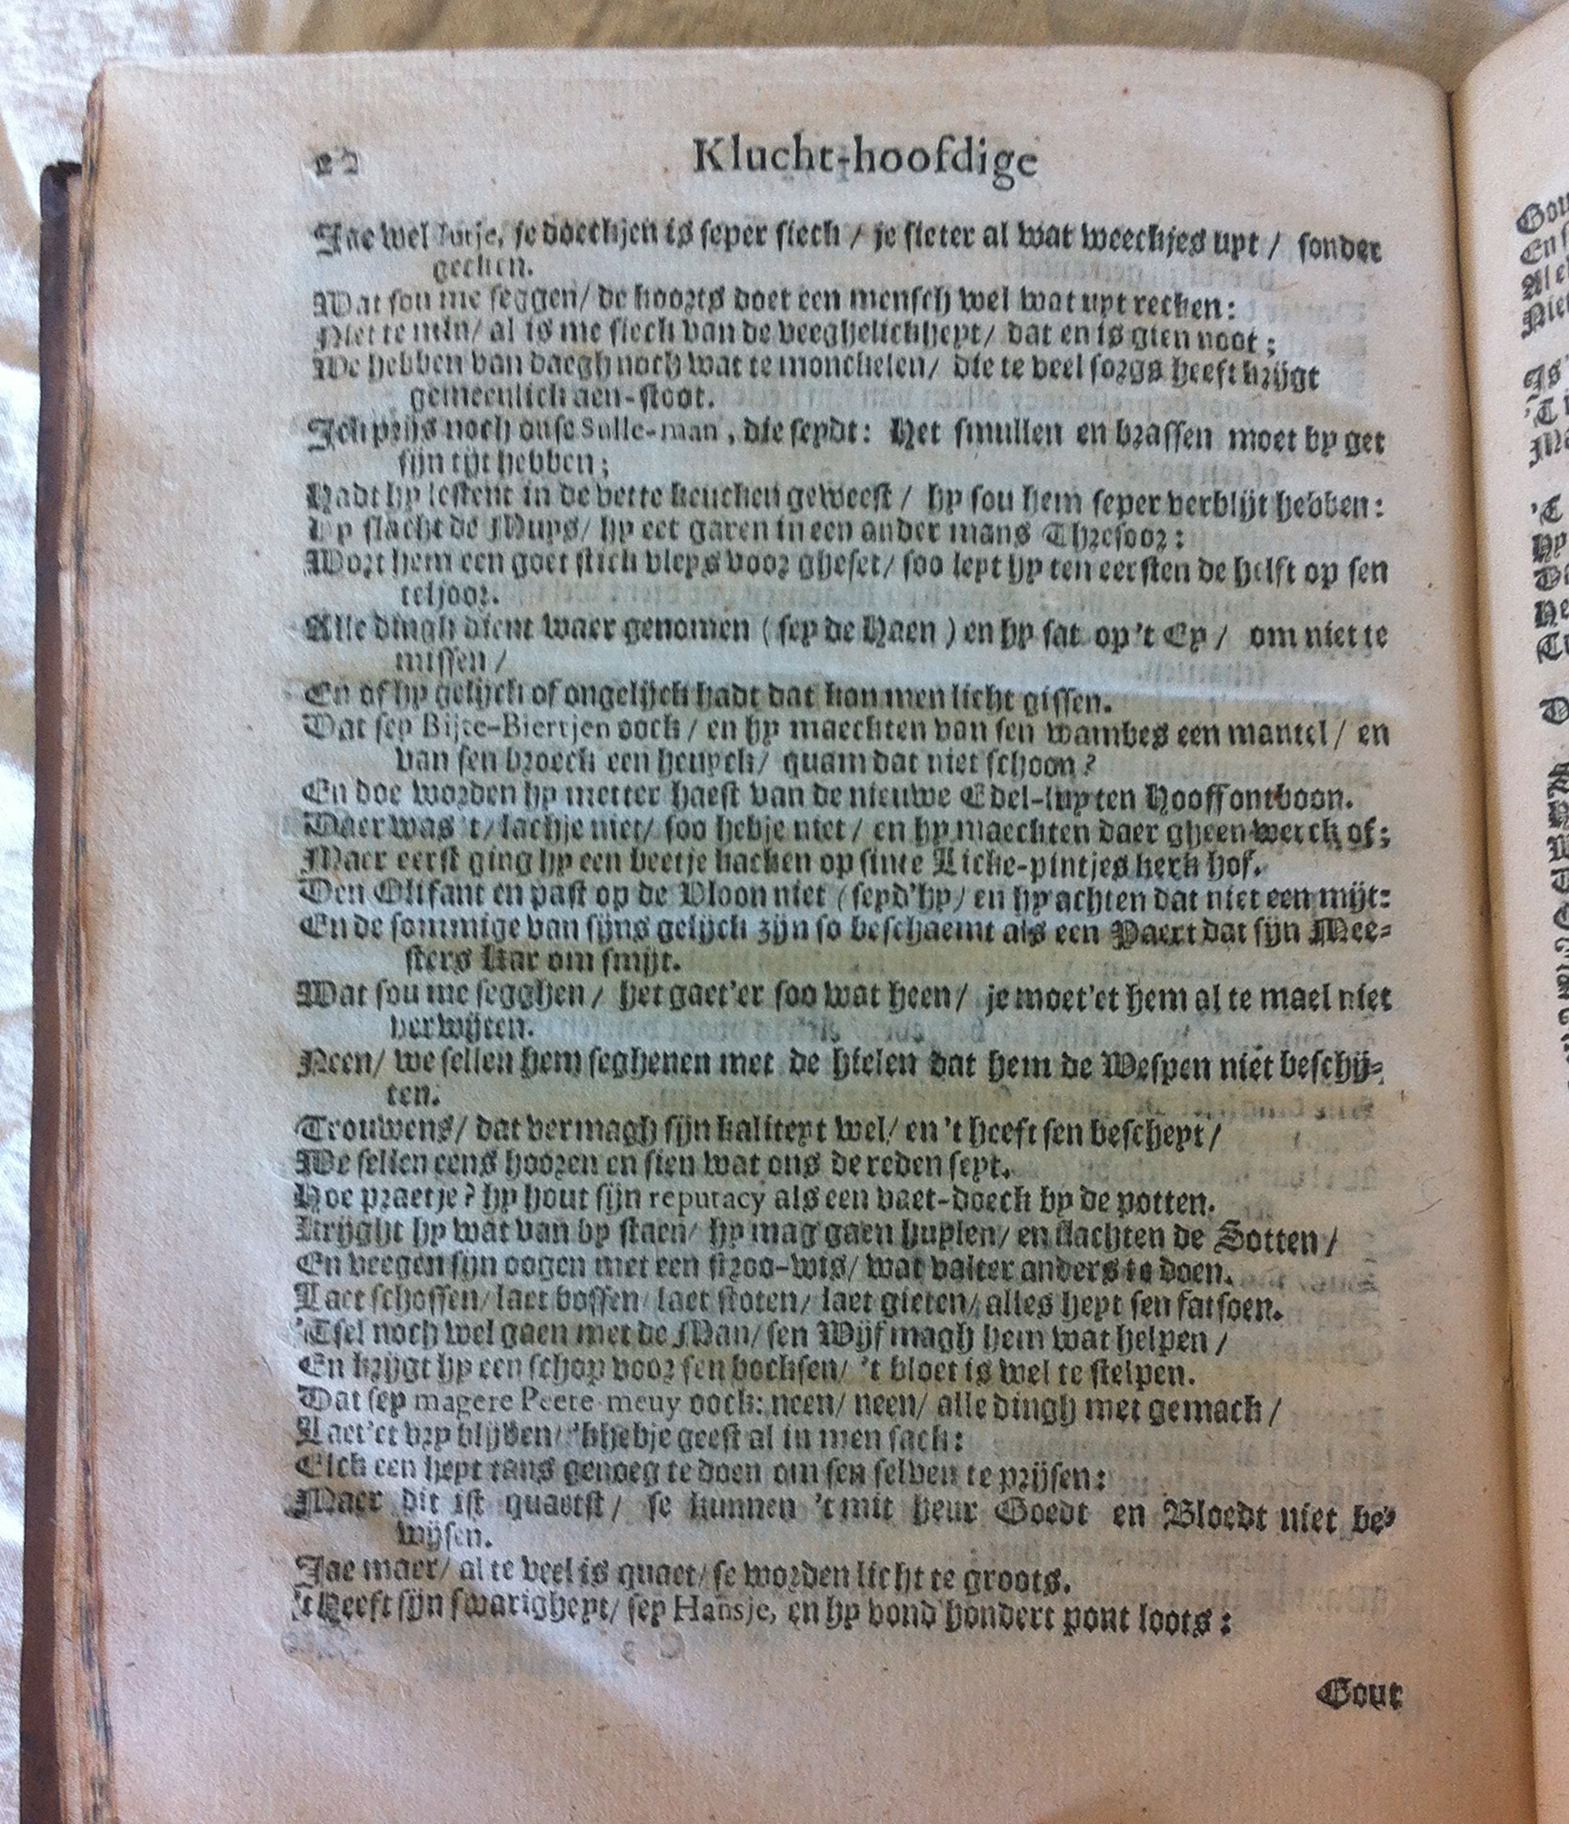 Klucht-hoofdige
Jae wel se doeckjen is seper sieck / je sieter al wat weeckjes uyt / sonder
gecken.
Wat sou me seggen / de koorts doet een mensch wel wat uyt recken:
Niet te min / al is me sieck van de veeghelickheyt / dat en is gien noot ;
We hebben van daegh noch wat te monckelen / die te veel sorgs heeft krijgt
gemeenlick aen-stoot.
Ick prijs noch onse Sulle-man , die seydt : Het smullen en brassen moet by get
sijn tijt hebben ;
Hadt hy lestent in de vette keucken geweest / hy sou hem seper verblijt hebben :
Hy slacht de Muys / hy eet garen in een ander mans Thresoor :
Wort hem een goet stick vleys voor gheset / soo leyt hy ten eersten de helft op sen
teljoor.
Alle dingh dient waer genomen ( sey de Haen ) en hy sat op 't Ey / om niet te
missen /
En of hy gelijck of ongelijck hadt dat kon men licht gissen.
Dat sey Bijte-Biertjen oock / en hy maeckten van sen wambes een mantel / en
van sen broeck een heuyck / quam dat niet schoon ?
En doe worden hy metter haest van de nieuwe Edel-luyten Hooff ontboon.
Daer was 't / lachje niet / soo hebje niet / en hy maeckten daer gheen werck of ;
Maer eerst ging hy een beetje backen op sinte Licke-pintjes kerk hof.
Den Olifant en past op de Vloon niet ( seyd'hy / en hy achten dat niet een mijt :
En de sommige van sijns gelijck zijn so beschaemt als een Paert dat sijn Mee-
sters Kar om smijt.
Wat sou me segghen / het gaet'er soo wat heen / je moet'et hem al te mael niet
verwijten.
Neen / we sellen hem seghenen met de hielen dat hem de Wespen niet beschij-
ten.
Trouwens / dat vermagh sijn kaliteyt wel / en 't heeft sen bescheyt /
We sellen eens hooren en sien wat ons de reden seyt.
Hoe praetje ? hy hout sijn reputacy als een vaet-doeck by de potten.
Krijght hy wat van by staen / hy mag gaen huylen / en slachten de Sotten /
En veegen sijn oogen met een stroo-wis / wat valter anders te doen.
Laet schossen / laet bossen / laet stoten / laet gieten / alles heyt sen fatsoen.
'Tsel noch wel gaen met de Man / sen Wijf magh hem wat helpen /
En krijgt hy een schop voor sen bocksen / 't bloet is wel te stelpen.
Dat sey magere Peete-meuy oock : neen / neen / alle dingh met gemack /
Laet'et vry blijven / 'khebje geest al in men sack :
Elck een heyt tans genoeg te doen om sen selven te prijsen :
Maer dit ist quaetst / se kunnen 't mit heur Goedt en Bloedt niet be-
wijsen.
Jae maer / al te veel is quaet / se worden licht te groots.
't Heeft sijn swarigheyt / sey Hansje, en hy vond hondert pont loots :
Gout